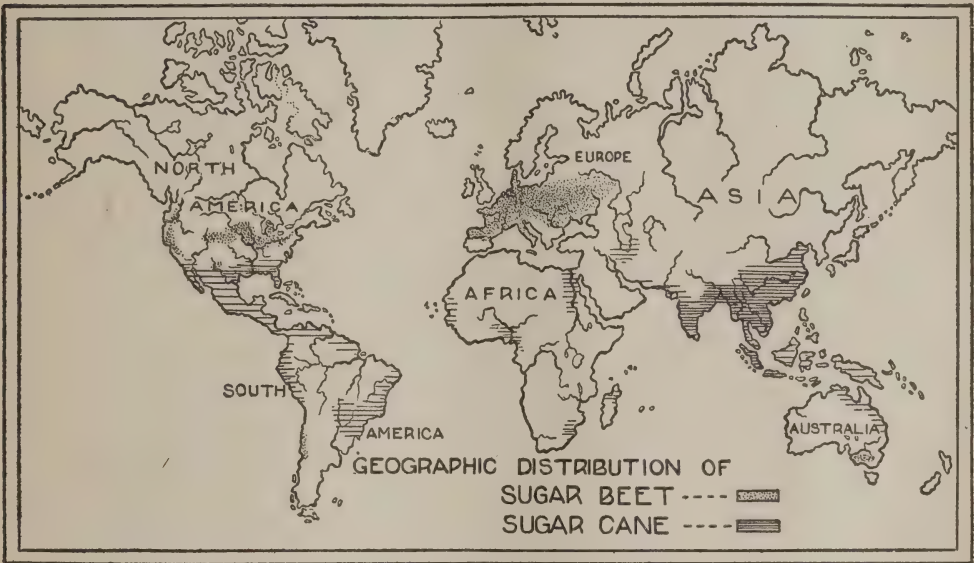 NORTH
AMERICA
EUROPE
ASIA
AFRICA
SOUTH
AMERICA
AUSTRALIA
GEOGRAPHIC DISTRIBUTION OF
SUGAR BEET ----
SUGAR CANE ----